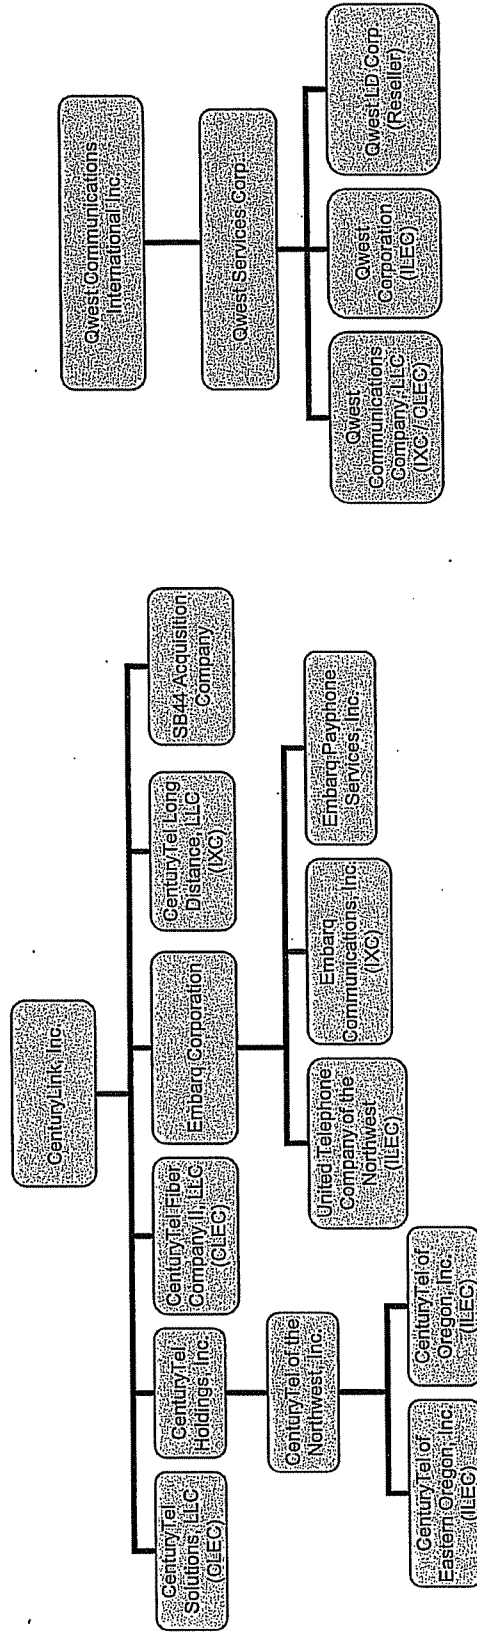 CenturyLink, Inc.
CenturyTel
Solutions, LLC
(CLEC)
CenturyTel
Holdings, Inc.
CenturyTel Fiber
Company II, LLC
(CLEC)
Embarq Corporation
CenturyTel Long
Distance, LLC
(IXC)
SB44 Acquisition
Company
CenturyTel of the
Northwest, Inc.
United Telephone
Company of the
Northwest
(ILEC)
Embarq
Communications, Inc.
(IXC)
Embarq Payphone
Services, Inc.
CenturyTel of
Eastern Oregon, Inc.
(ILEC)
CenturyTel of
Oregon, Inc.
(ILEC)
Qwest Communications
International, Inc.
Qwest Services Corp.
Qwest
Communications
Company, LLC
(IXC / CLEC)
Qwest
Corporation
(ILEC)
Qwest LD Corp.
(Reseller)